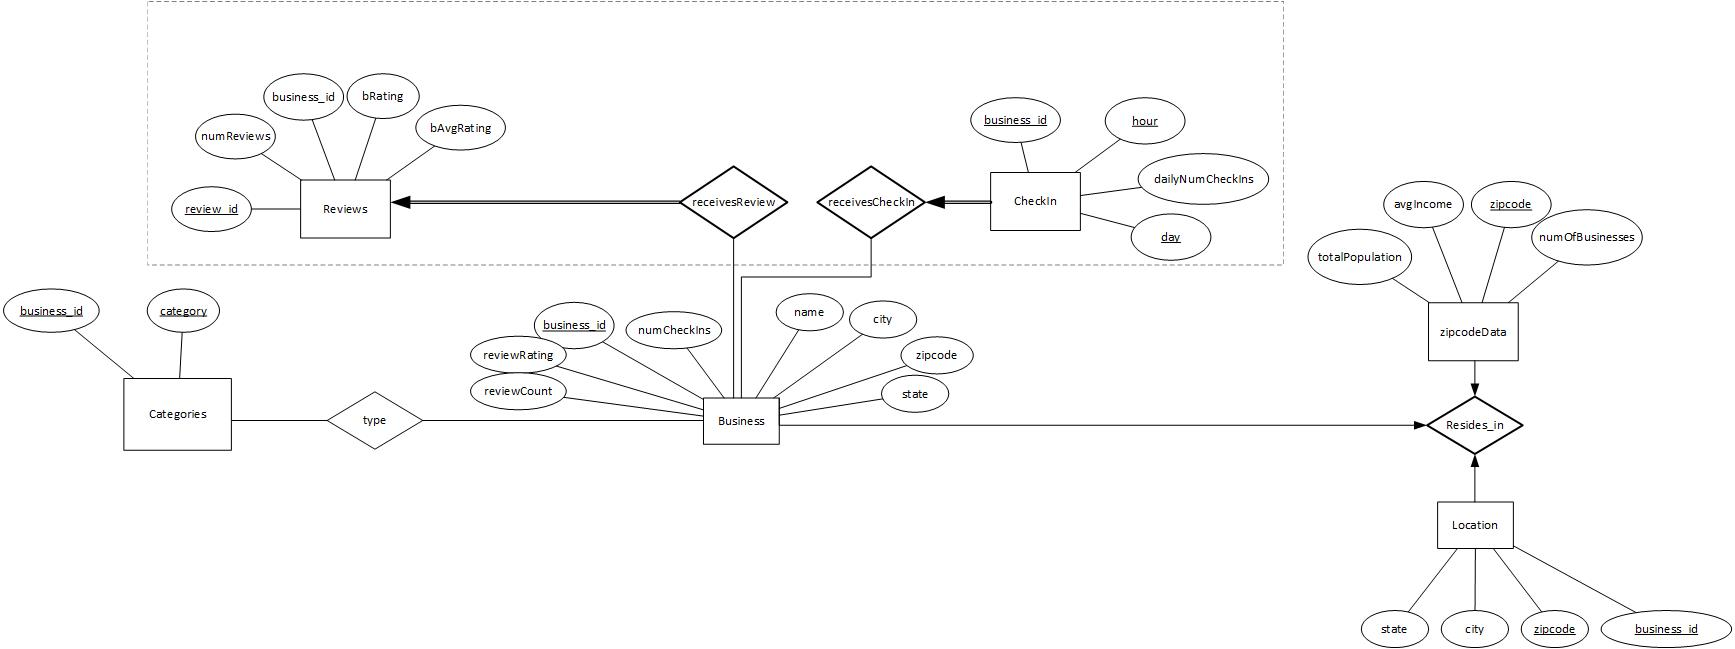 business_id
bRating
bAvgRating
numReviews
review_id
Reviews
receivesReview
receivesCheckIn
business_id
hour
dailyNumCheckIns
CheckIn
day
avgIncome
zipcode
numOfBusinesses
totalPopulation
zipcodeData
business_id
category
Categories
type
business_id
numCheckIns
name
city
reviewRating
zipcode
reviewCount
state
Business
Resides_in
Location
state
city
zipcode
business_id